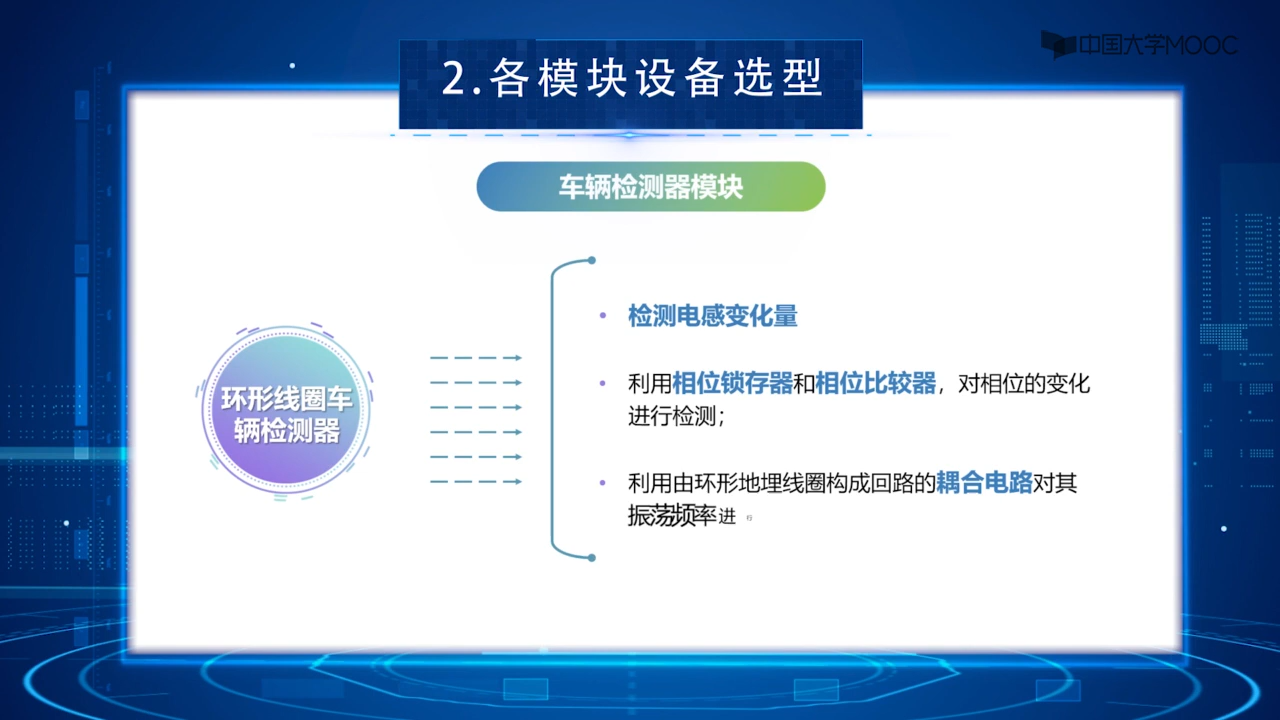 中国大学MOOC
2.各模块设备选型
车辆检测器模块
环形线圈车
辆检测器
• 检测电感变化量
• 利用相位锁存器和相位比较器，对相位的变化
进行检测；
• 利用由环形地埋线圈构成回路的耦合电路对其
振荡频率进行